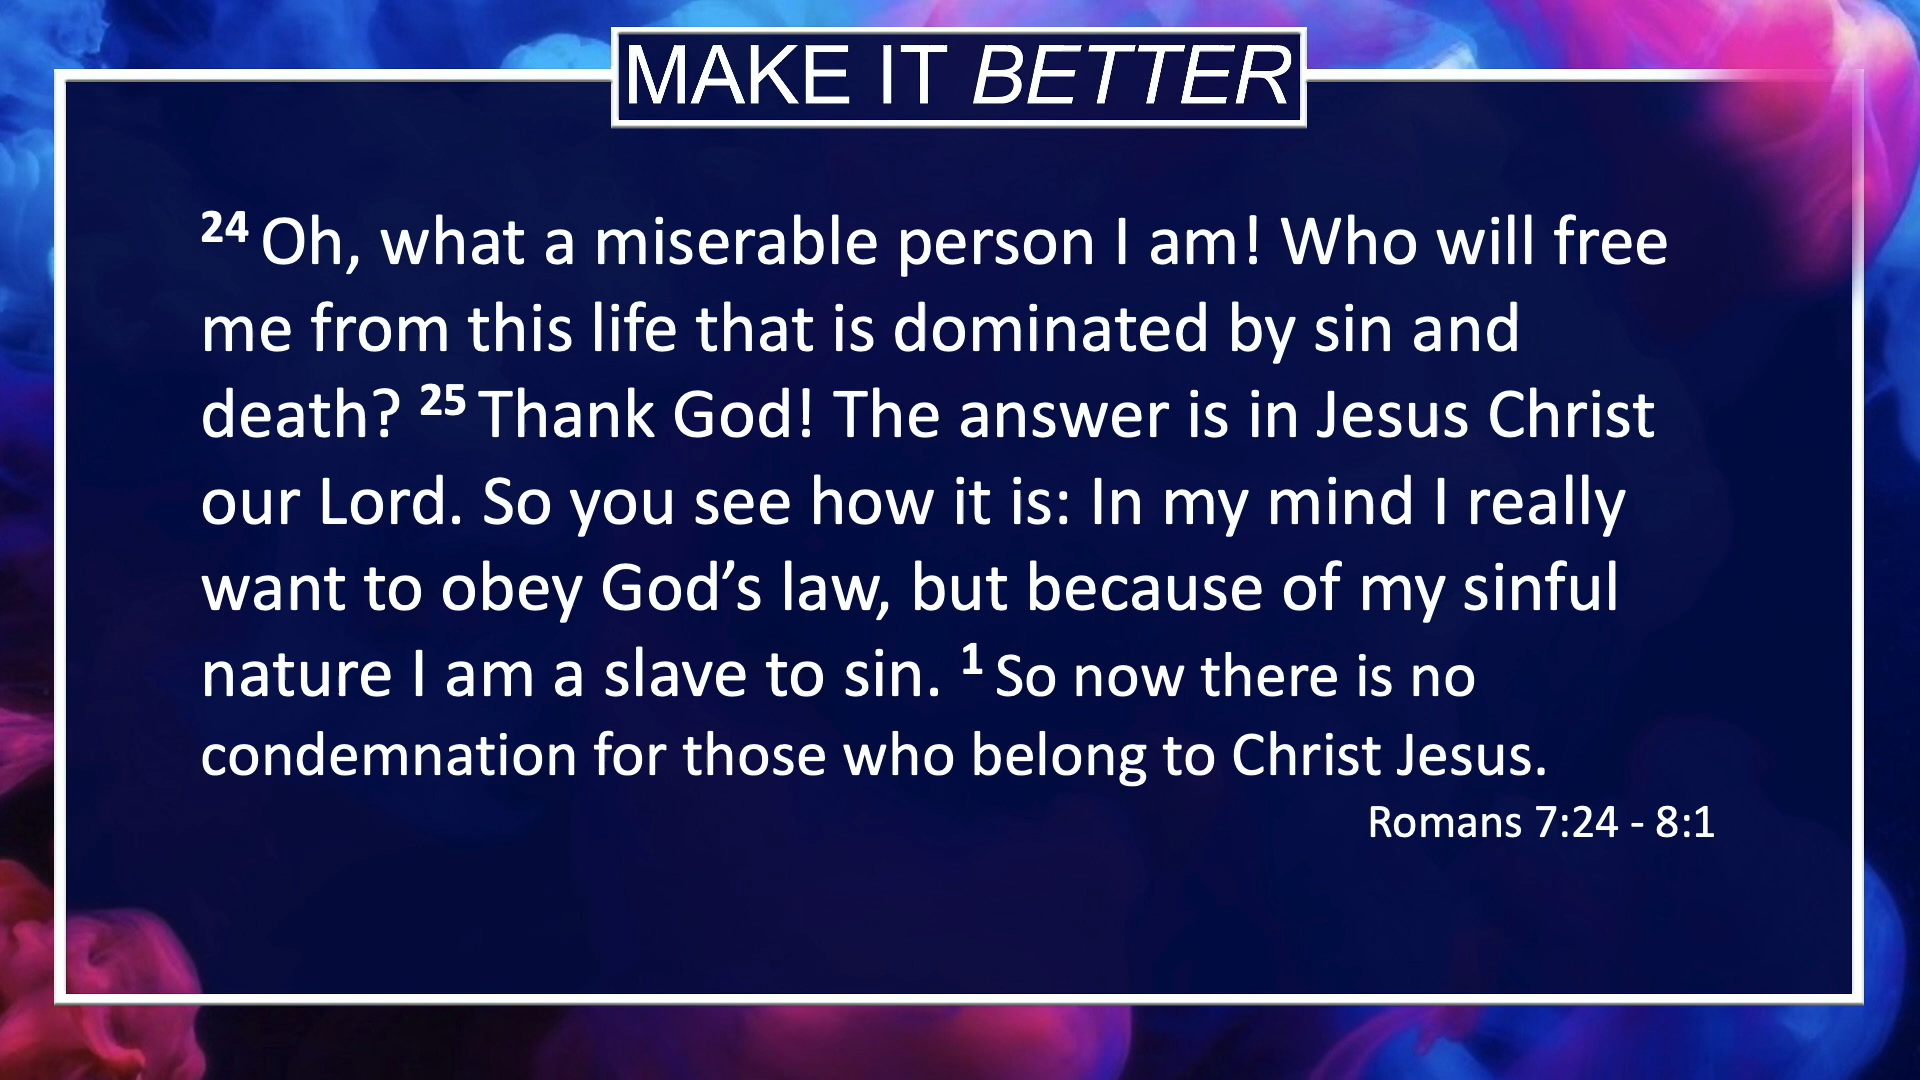 MAKE IT BETTER
24 Oh, what a miserable person I am! Who will free
me from this life that is dominated by sin and
death? 25 Thank God! The answer is in Jesus Christ
our Lord. So you see how it is: In my mind I really
want to obey God’s law, but because of my sinful
nature I am a slave to sin. 1 So now there is no
condemnation for those who belong to Christ Jesus.
Romans 7:24 - 8:1